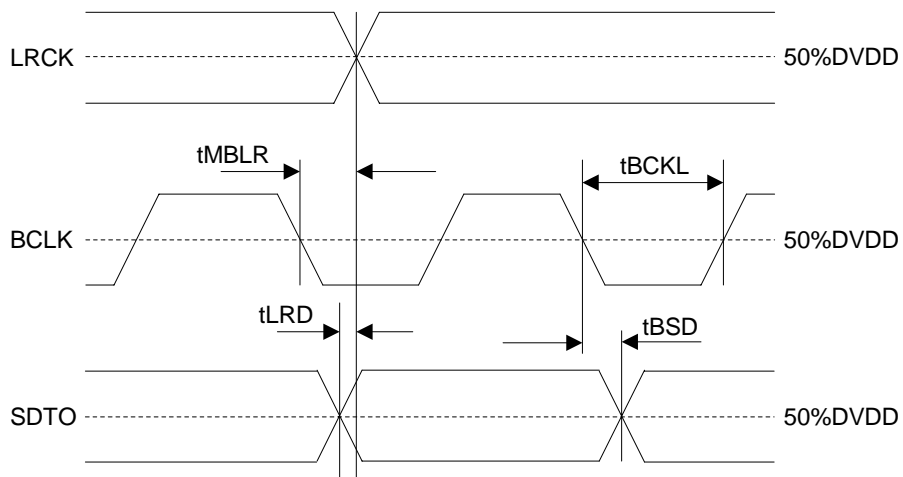 LRCK 50%DVDD
tMBLR tBCKL
BCLK 50%DVDD
tLRD tBSD
SDTO 50%DVDD